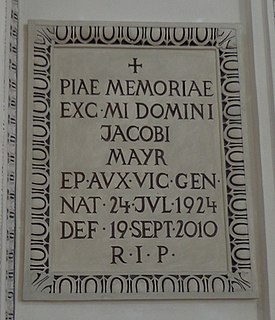 ✝
PIAE MEMORIAE
EXC·MI DOMINI
JACOBI
MAYR
EP·AVX·VIC·GEN·
NAT·24·JVL·1924
DEF·19·SEPT·2010
R·I·P·